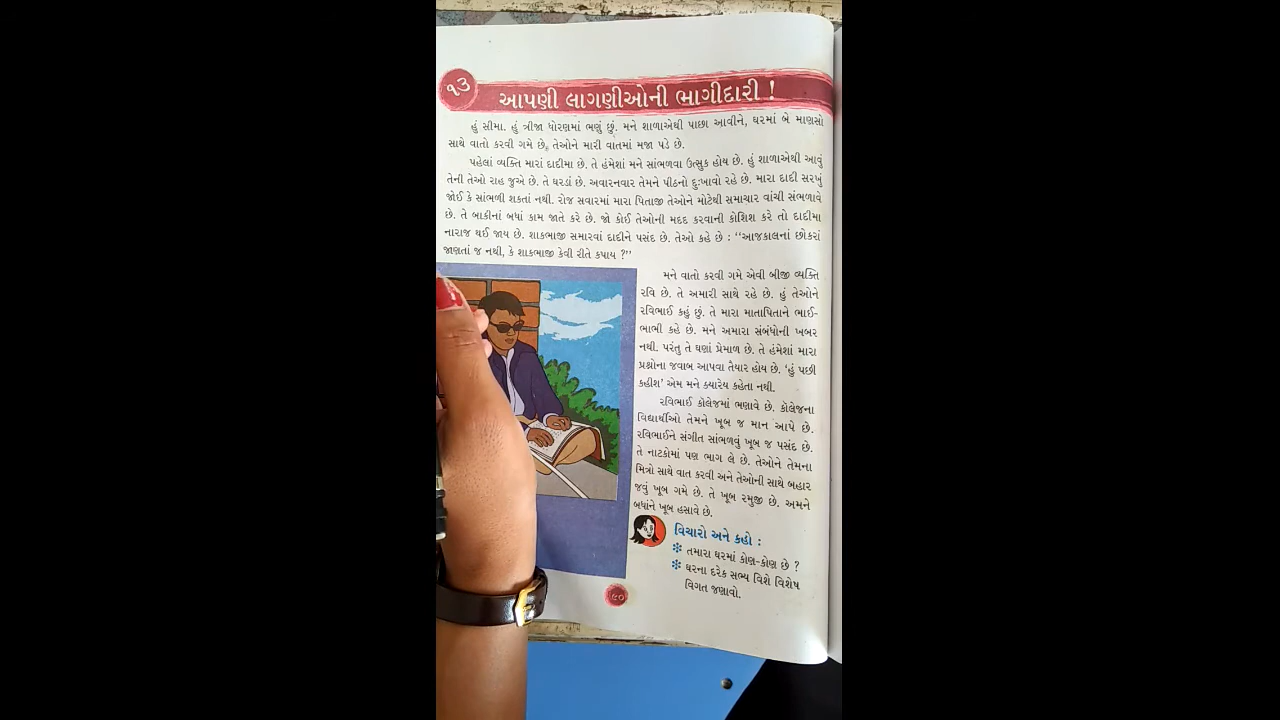 ૧૩
આપણી લાગણીઓની ભાગીદારી !
હું સીમા. હું ત્રીજા ધોરણમાં ભણું છું. મને શાળાએથી પાછા આવીને, ઘરમાં બે માણસો
સાથે વાતો કરવી ગમે છે. તેઓને મારી વાતમાં મજા પડે છે.
પહેલાં વ્યક્તિ મારાં દાદીમા છે. તે હંમેશાં મને સાંભળવા ઉત્સુક હોય છે. હું શાળાએથી આવું
તેની તેઓ રાહ જુએ છે. તે ઘરડાં છે. અવારનવાર તેમને પીઠનો દુઃખાવો રહે છે. મારા દાદી સરખું
જોઈ કે સાંભળી શકતાં નથી. રોજ સવારમાં મારા પિતાજી તેઓને મોટેથી સમાચાર વાંચી સંભળાવે
છે. તે બાકીનાં બધાં કામ જાતે કરે છે. જો કોઈ તેઓની મદદ કરવાની કોશિશ કરે તો દાદીમા
નારાજ થઈ જાય છે. શાકભાજી સમારવાં દાદીને પસંદ છે. તેઓ કહે છે : ‘‘આજકાલનાં છોકરાં
જાણતાં જ નથી, કે શાકભાજી કેવી રીતે કપાય ?’’
મને વાતો કરવી ગમે એવી બીજી વ્યક્તિ
રવિ છે. તે અમારી સાથે રહે છે. હું તેઓને
રવિભાઈ કહું છું. તે મારા માતાપિતાને ભાઈ-
ભાભી કહે છે. મને અમારા સંબંધોની ખબર
નથી. પરંતુ તે ઘણાં પ્રેમાળ છે. તે હંમેશાં મારા
પ્રશ્નોના જવાબ આપવા તૈયાર હોય છે. ‘હું પછી
કહીશ’ એમ મને ક્યારેય કહેતા નથી.
રવિભાઈ કૉલેજમાં ભણાવે છે. કૉલેજના
વિદ્યાર્થીઓ તેમને ખૂબ જ માન આપે છે.
રવિભાઈને સંગીત સાંભળવું ખૂબ જ પસંદ છે.
તે નાટકોમાં પણ ભાગ લે છે. તેઓને તેમના
મિત્રો સાથે વાત કરવી અને તેઓની સાથે બહાર
જવું ખૂબ ગમે છે. તે ખૂબ રમુજી છે. અમને
બધાંને ખૂબ હસાવે છે.
વિચારો અને કહો :
❉ તમારા ઘરમાં કોણ-કોણ છે ?
❉ ઘરના દરેક સભ્ય વિશે વિશેષ
વિગત જણાવો.
૯૦